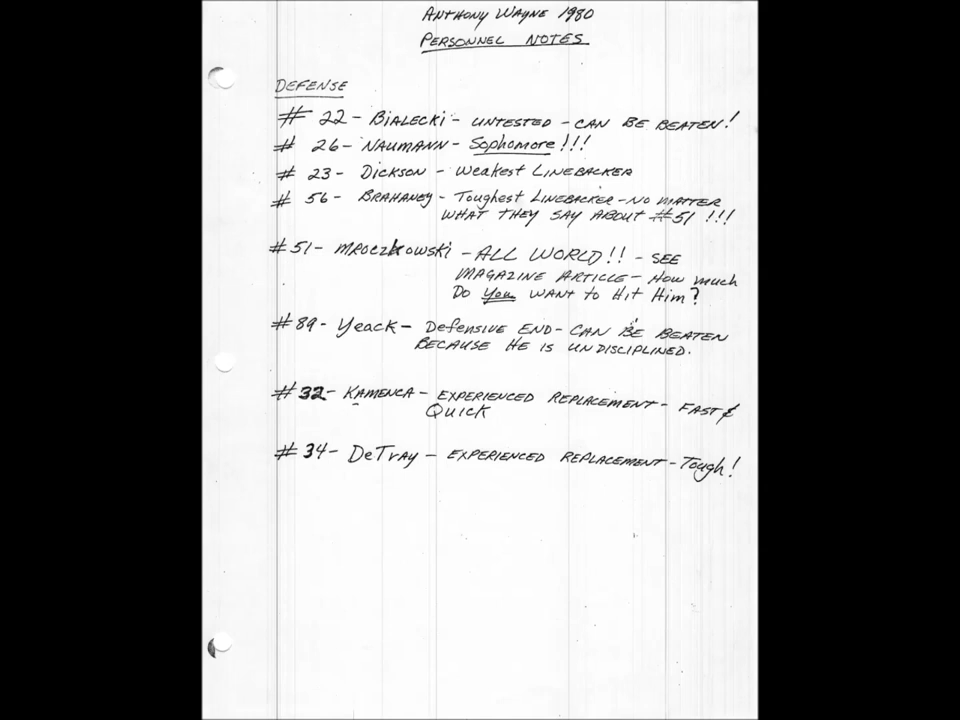 ANTHONY WAYNE 1980
PERSONNEL NOTES
DEFENSE
# 22 - BIALECKI - UNTESTED - CAN BE BEATEN!
# 26 - NAUMANN - Sophomore!!!
# 23 - DICKSON - WEAKEST LINEBACKER
# 56 - BRAHANEY - Toughest LINEBACKER - NO MATTER
WHAT THEY SAY ABOUT #51 !!!
#51 - MROCZKOWSKI - ALL WORLD!! - SEE
MAGAZINE ARTICLE - How much
Do You WANT to Hit Him?
#89 - Yeack - Defensive END - CAN BE BEATEN
BECAUSE HE IS UNDISCIPLINED.
#32 - KAMENCA - EXPERIENCED REPLACEMENT - FAST &
QUICK
#34 - DeTray - EXPERIENCED REPLACEMENT - Tough!